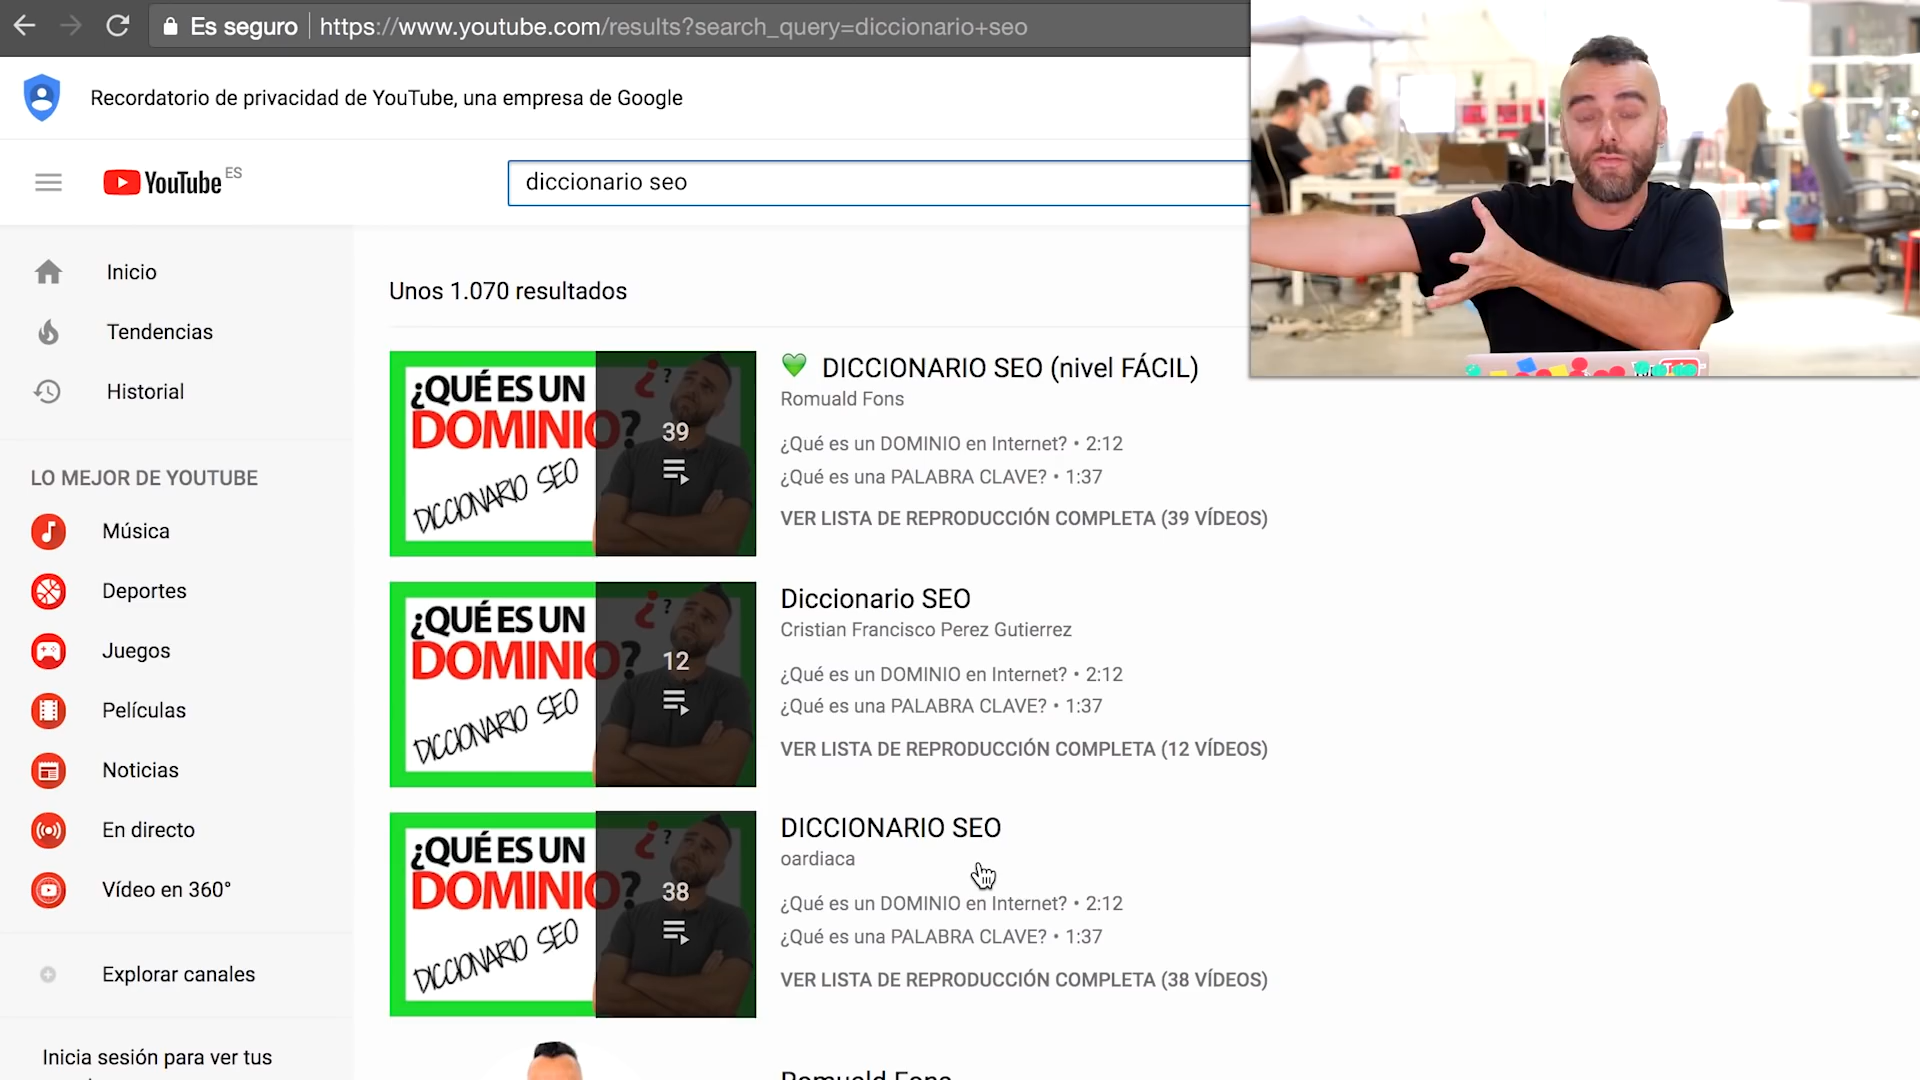 Es seguro
https://www.youtube.com/results?search_query=diccionario+seo
Recordatorio de privacidad de YouTube, una empresa de Google
YouTube ES
diccionario seo
Inicio
Tendencias
Historial
LO MEJOR DE YOUTUBE
Música
Deportes
Juegos
Películas
Noticias
En directo
Vídeo en 360°
Explorar canales
Inicia sesión para ver tus
Unos 1.070 resultados
¿QUÉ ES UN
DOMINIO?
DICCIONARIO SEO
¿?
39
💚 DICCIONARIO SEO (nivel FÁCIL)
Romuald Fons
¿Qué es un DOMINIO en Internet? • 2:12
¿Qué es una PALABRA CLAVE? • 1:37
VER LISTA DE REPRODUCCIÓN COMPLETA (39 VÍDEOS)
¿QUÉ ES UN
DOMINIO?
DICCIONARIO SEO
¿?
12
Diccionario SEO
Cristian Francisco Perez Gutierrez
¿Qué es un DOMINIO en Internet? • 2:12
¿Qué es una PALABRA CLAVE? • 1:37
VER LISTA DE REPRODUCCIÓN COMPLETA (12 VÍDEOS)
¿QUÉ ES UN
DOMINIO?
DICCIONARIO SEO
¿?
38
DICCIONARIO SEO
oardiaca
¿Qué es un DOMINIO en Internet? • 2:12
¿Qué es una PALABRA CLAVE? • 1:37
VER LISTA DE REPRODUCCIÓN COMPLETA (38 VÍDEOS)
Romuald Fons